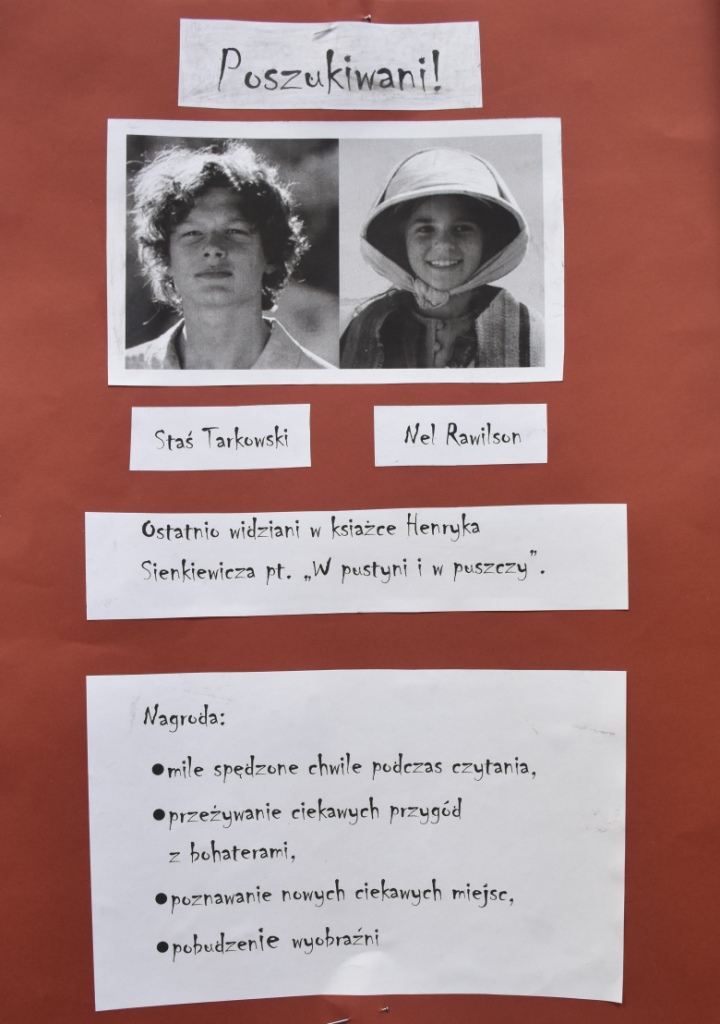 Poszukiwani!
Staś Tarkowski
Nel Rawilson
Ostatnio widziani w ksiażce Henryka
Sienkiewicza pt. „W pustyni i w puszczy”.
Nagroda:
●mile spędzone chwile podczas czytania,
●przeżywanie ciekawych przygód
z bohaterami,
●poznawanie nowych ciekawych miejsc,
●pobudzenie wyobraźni